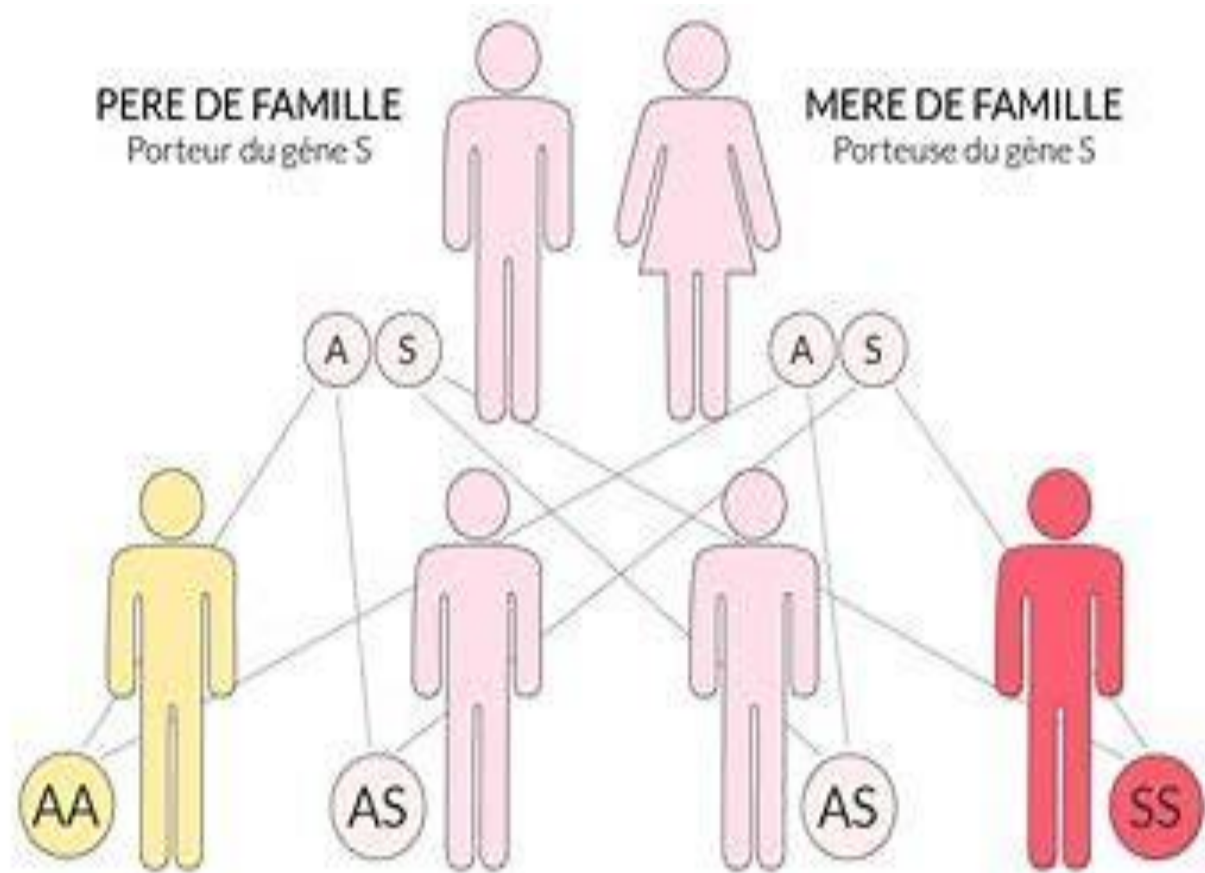 PERE DE FAMILLE
Porteur du gène S
MERE DE FAMILLE
Porteuse du gène S
A S
A S
AA
AS
AS
SS